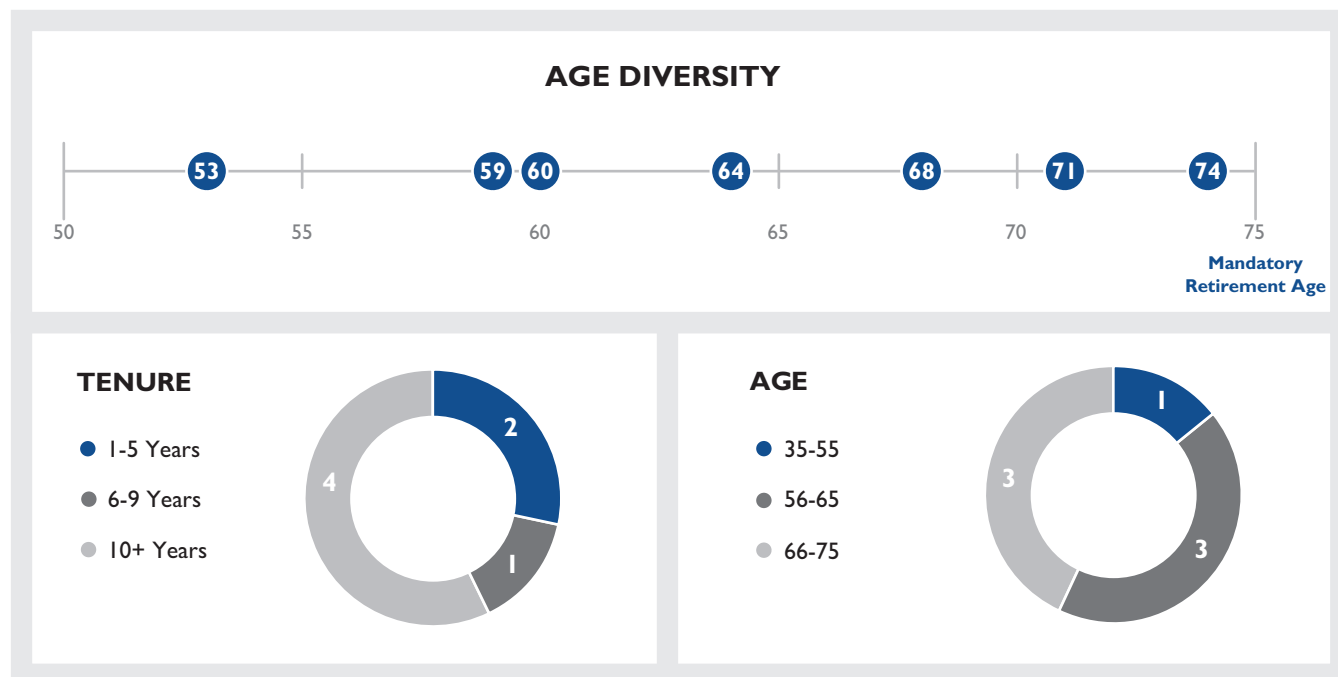 AGE DIVERSITY
53 59 60 64 68 71 74
50 55 60 65 70 75
Mandatory
Retirement Age
TENURE
1-5 Years
6-9 Years
10+ Years
2
1
4
AGE
35-55
56-65
66-75
1
3
3